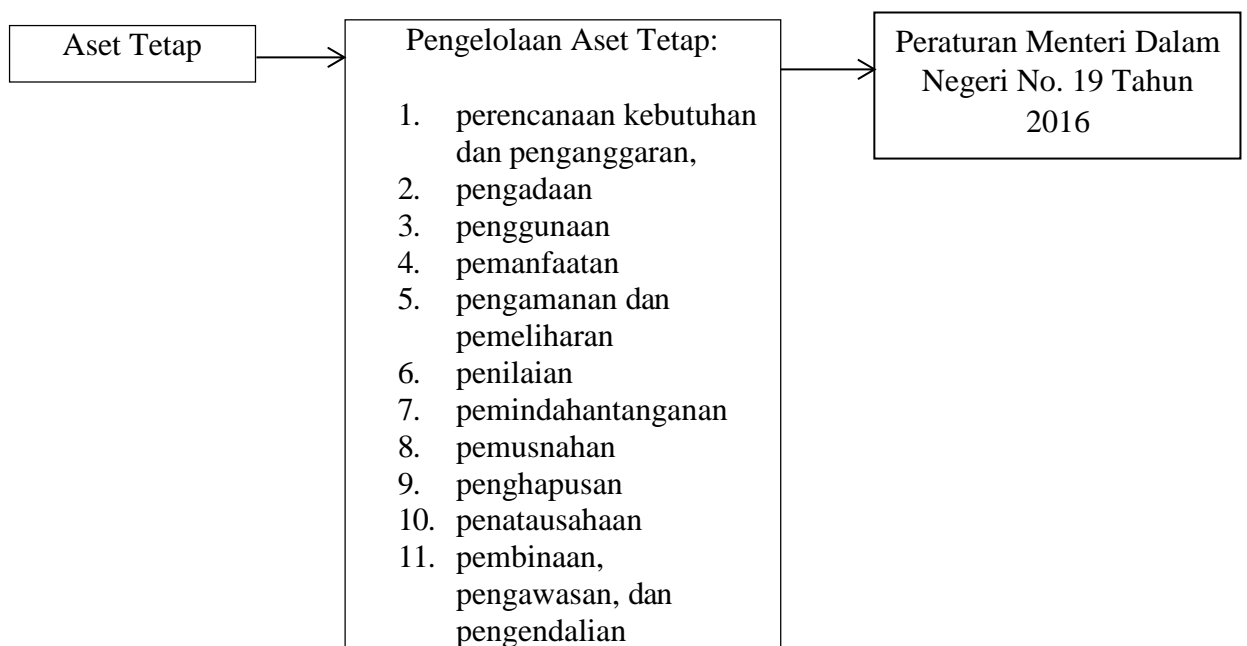 Aset Tetap
Pengelolaan Aset Tetap:
1. perencanaan kebutuhan
dan penganggaran,
2. pengadaan
3. penggunaan
4. pemanfaatan
5. pengamanan dan
pemeliharan
6. penilaian
7. pemindahantanganan
8. pemusnahan
9. penghapusan
10. penatausahaan
11. pembinaan,
pengawasan, dan
pengendalian
Peraturan Menteri Dalam
Negeri No. 19 Tahun
2016